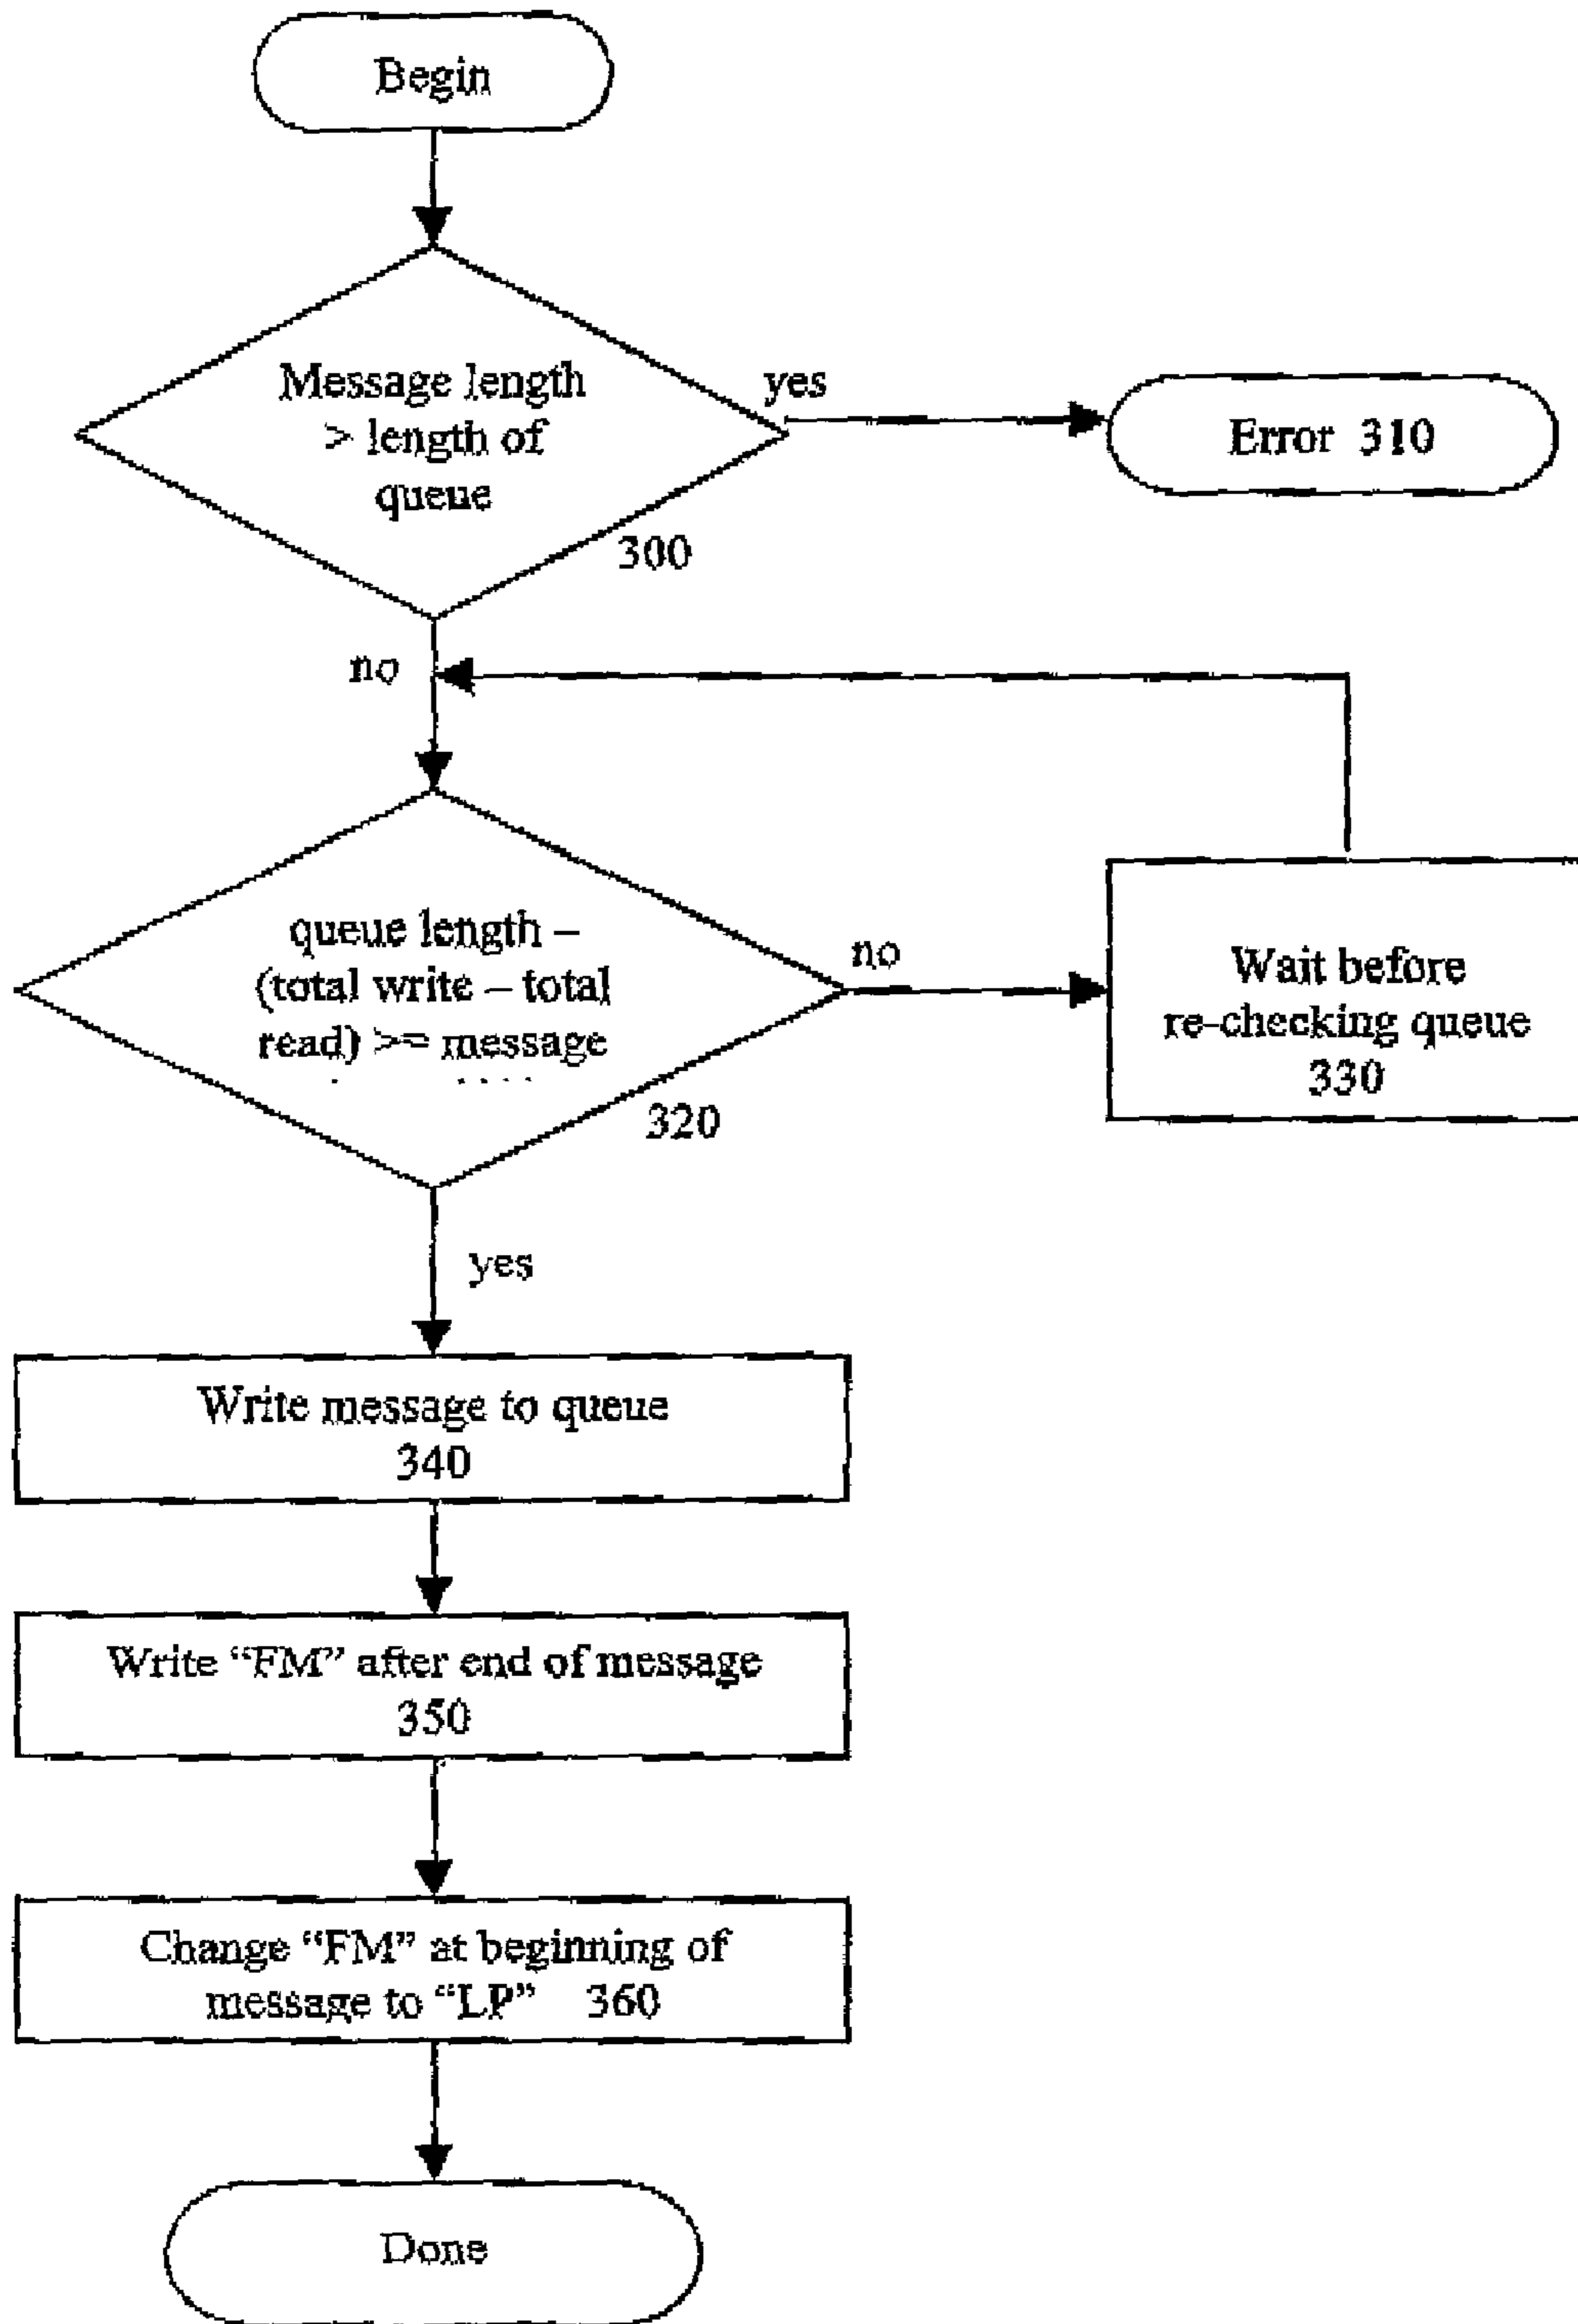 Begin
Message length
> length of
queue
300
yes
Error 310
no
queue length –
(total write – total
read) >= message
320
no
Wait before
re-checking queue
330
yes
Write message to queue
340
Write “FM” after end of message
350
Change “FM” at beginning of
message to “LP” 360
Done